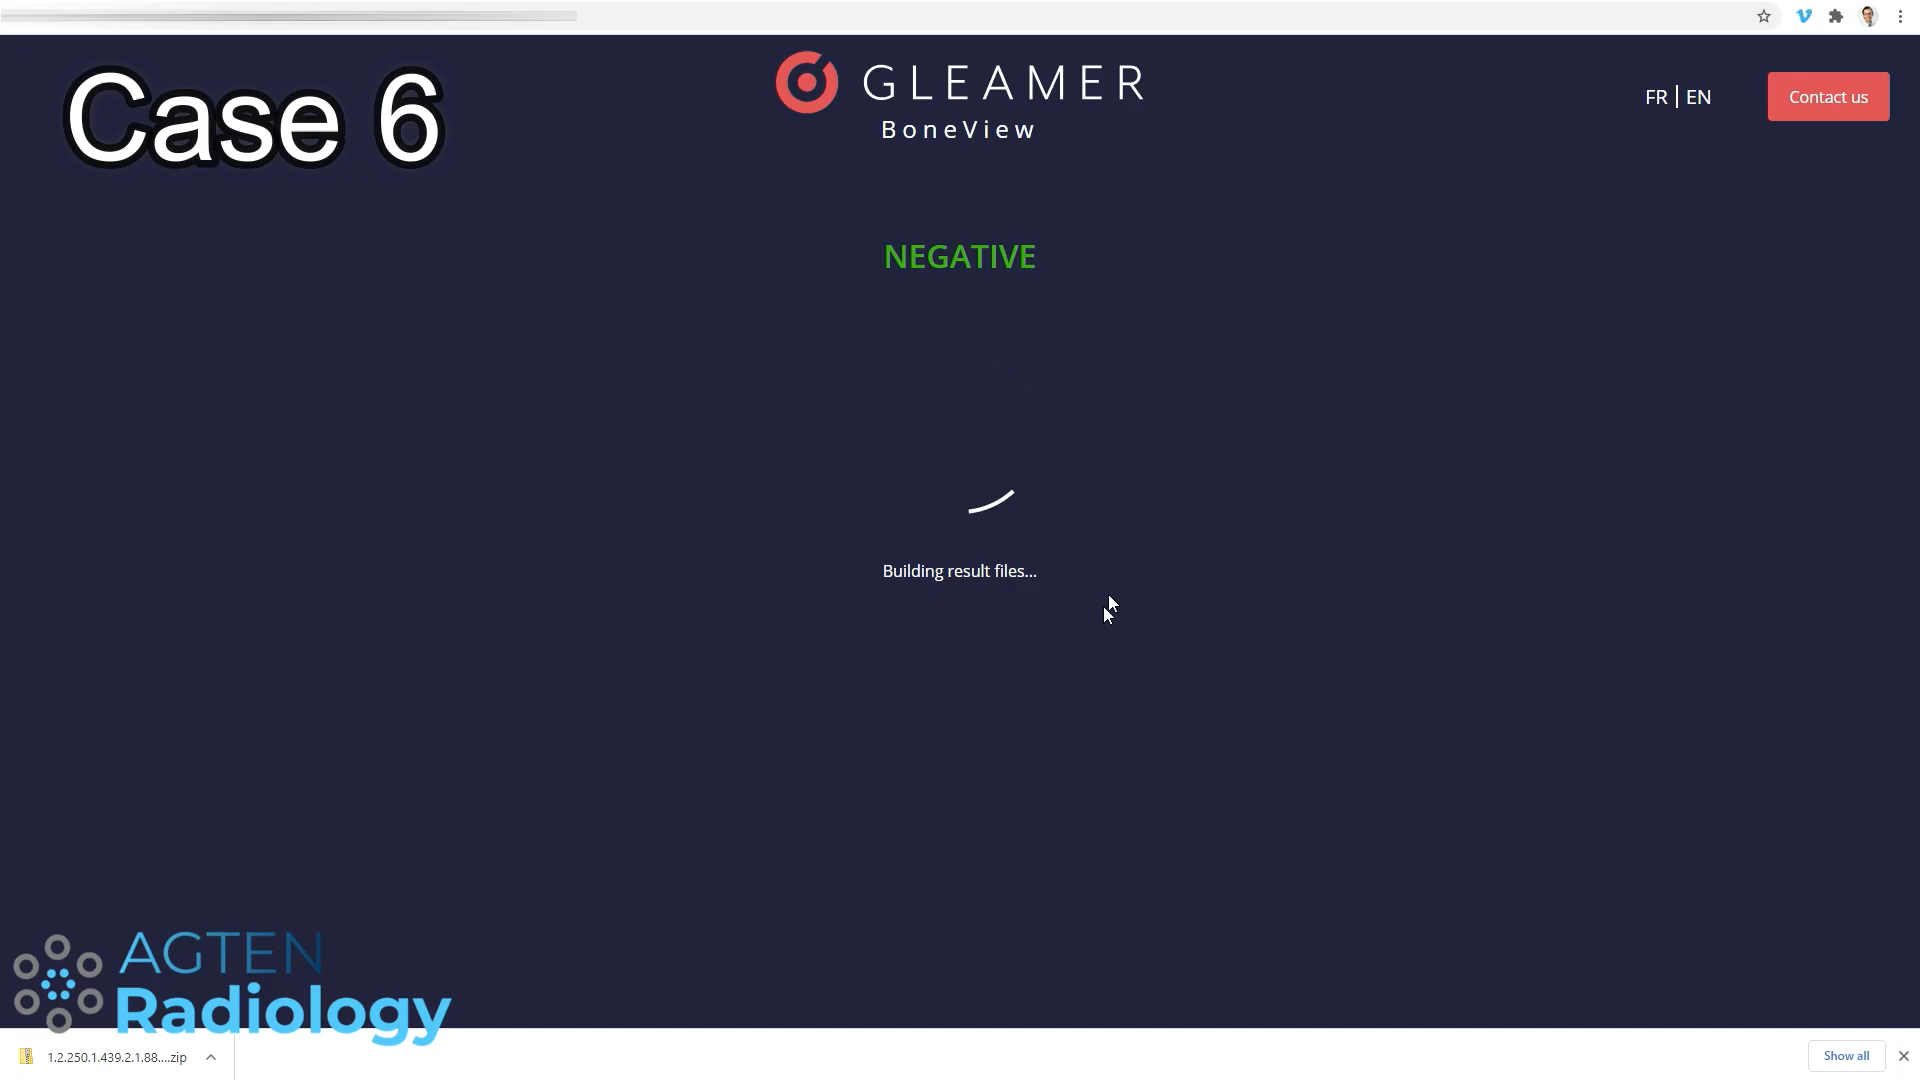 Case 6
GLEAMER
BoneView
FR | EN
Contact us
NEGATIVE
Building result files...
AGTEN
Radiology
1.2.250.1.439.2.1.88....zip
Show all